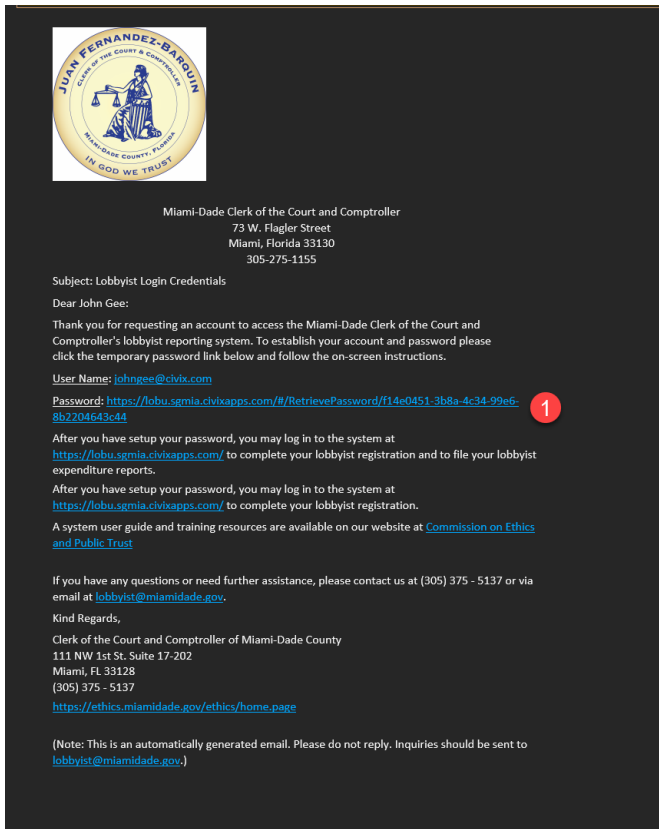 JUAN FERNANDEZ-BARQUIN
CLERK OF THE COURT & COMPTROLLER
MIAMI-DADE COUNTY, FLORIDA
IN GOD WE TRUST
Miami-Dade Clerk of the Court and Comptroller
73 W. Flagler Street
Miami, Florida 33130
305-275-1155
Subject: Lobbyist Login Credentials
Dear John Gee:
Thank you for requesting an account to access the Miami-Dade Clerk of the Court and
Comptroller's lobbyist reporting system. To establish your account and password please
click the temporary password link below and follow the on-screen instructions.
User Name: johngee@civix.com
Password: https://lobu.sgmia.civixapps.com/#/RetrievePassword/f14e0451-3b8a-4c34-99e6-
8b2204643c44
1
After you have setup your password, you may log in to the system at
https://lobu.sgmia.civixapps.com/ to complete your lobbyist registration and to file your lobbyist
expenditure reports.
After you have setup your password, you may log in to the system at
https://lobu.sgmia.civixapps.com/ to complete your lobbyist registration.
A system user guide and training resources are available on our website at Commission on Ethics
and Public Trust
If you have any questions or need further assistance, please contact us at (305) 375 - 5137 or via
email at lobbyist@miamidade.gov.
Kind Regards,
Clerk of the Court and Comptroller of Miami-Dade County
111 NW 1st St. Suite 17-202
Miami, FL 33128
(305) 375 - 5137
https://ethics.miamidade.gov/ethics/home.page
(Note: This is an automatically generated email. Please do not reply. Inquiries should be sent to
lobbyist@miamidade.gov.)